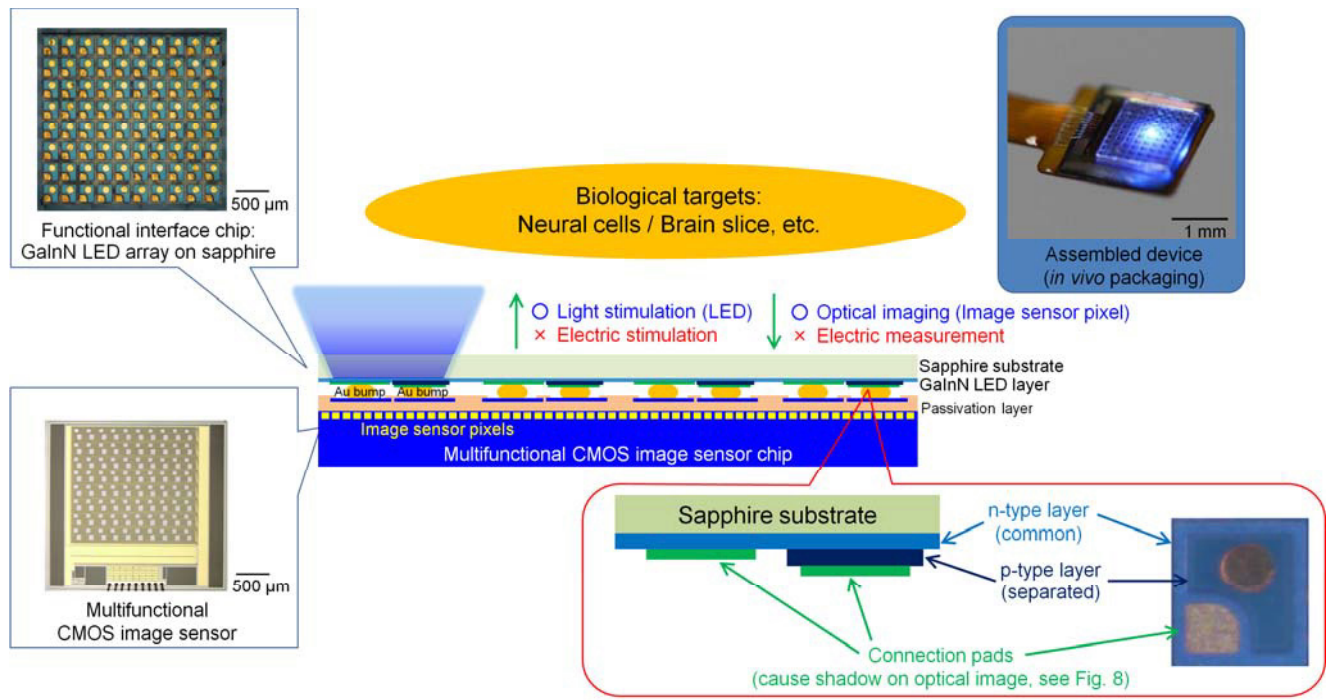 500 µm
Functional interface chip:
GaInN LED array on sapphire
Biological targets:
Neural cells / Brain slice, etc.
1 mm
Assembled device
(in vivo packaging)
Light stimulation (LED)
× Electric stimulation
Optical imaging (Image sensor pixel)
× Electric measurement
Sapphire substrate
GaInN LED layer
Passivation layer
Au bump
Au bump
Image sensor pixels
Multifunctional CMOS image sensor chip
500 µm
Multifunctional
CMOS image sensor
Sapphire substrate
n-type layer
(common)
p-type layer
(separated)
Connection pads
(cause shadow on optical image, see Fig. 8)